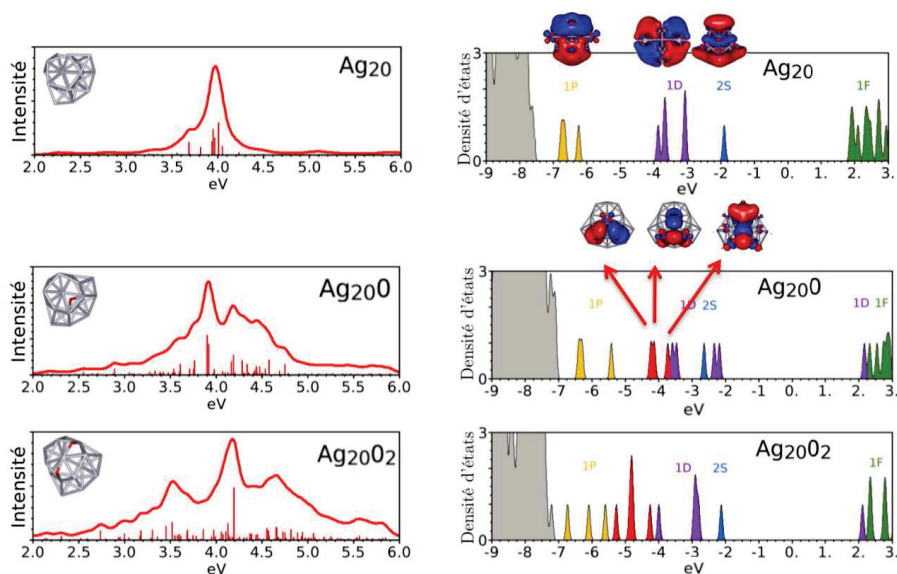 Intensité
Ag20
2.0 2.5 3.0 3.5 4.0 4.5 5.0 5.5 6.0
eV
Densité d'états
3
0
1P
1D
2S
Ag20
1F
-9 -8 -7 -6 -5 -4 -3 -2 -1 0. 1. 2. 3.
eV
Intensité
Ag20O
2.0 2.5 3.0 3.5 4.0 4.5 5.0 5.5 6.0
eV
Densité d'états
3
0
1P
1D
2S
Ag20O
1D
1F
-9 -8 -7 -6 -5 -4 -3 -2 -1 0. 1. 2. 3.
eV
Intensité
Ag20O2
2.0 2.5 3.0 3.5 4.0 4.5 5.0 5.5 6.0
eV
Densité d'états
3
0
1P
1D
2S
Ag20O2
1F
-9 -8 -7 -6 -5 -4 -3 -2 -1 0. 1. 2. 3.
eV